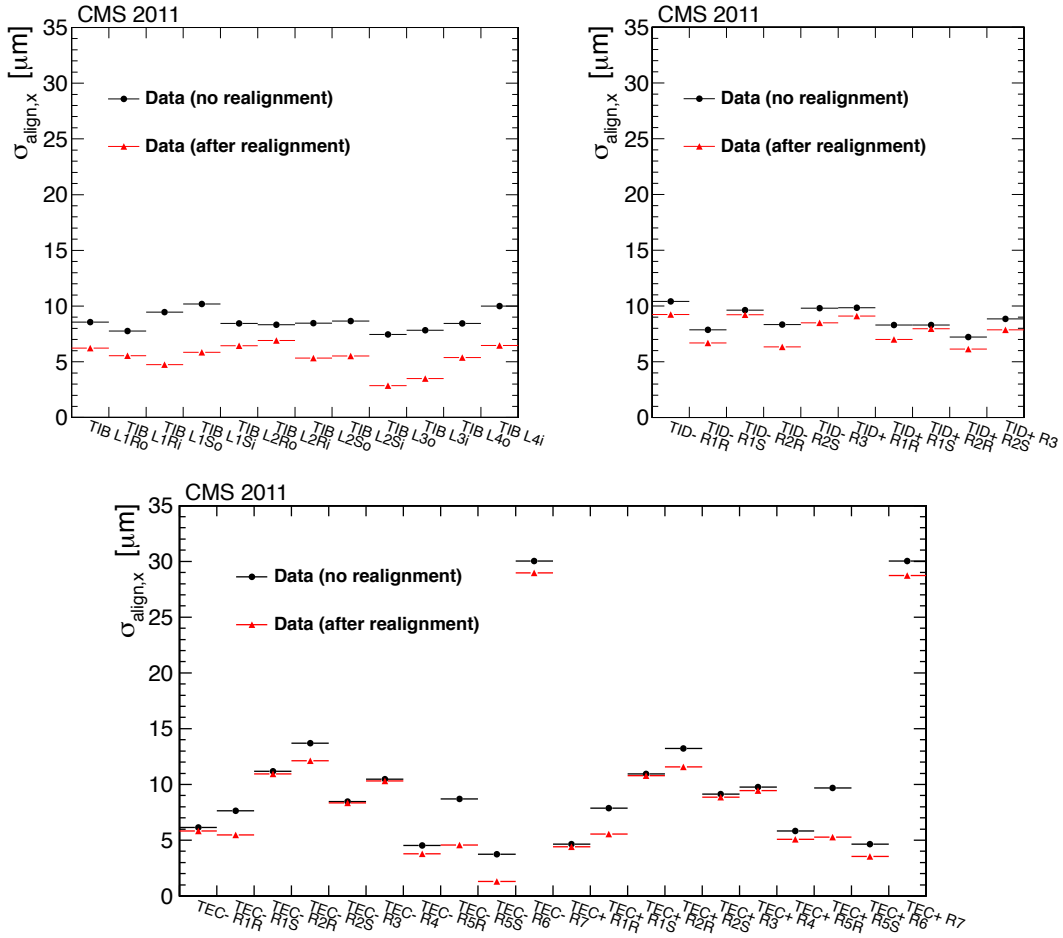 CMS 2011
σalign,x [μm]
35
30
25
20
15
10
5
0
Data (no realignment)
Data (after realignment)
TIB L1Ro
TIB L1Ri
TIB L1So
TIB L1Si
TIB L2Ro
TIB L2Ri
TIB L2So
TIB L2Si
TIB L3o
TIB L3i
TIB L4o
TIB L4i
CMS 2011
σalign,x [μm]
35
30
25
20
15
10
5
0
Data (no realignment)
Data (after realignment)
TID- R1R
TID- R1S
TID- R2R
TID- R2S
TID- R3
TID+ R1R
TID+ R1S
TID+ R2R
TID+ R2S
TID+ R3
CMS 2011
σalign,x [μm]
35
30
25
20
15
10
5
0
Data (no realignment)
Data (after realignment)
TEC- R1R
TEC- R1S
TEC- R2R
TEC- R2S
TEC- R3
TEC- R4
TEC- R5R
TEC- R5S
TEC- R6
TEC- R7
TEC+ R1R
TEC+ R1S
TEC+ R2R
TEC+ R2S
TEC+ R3
TEC+ R4
TEC+ R5R
TEC+ R5S
TEC+ R6
TEC+ R7